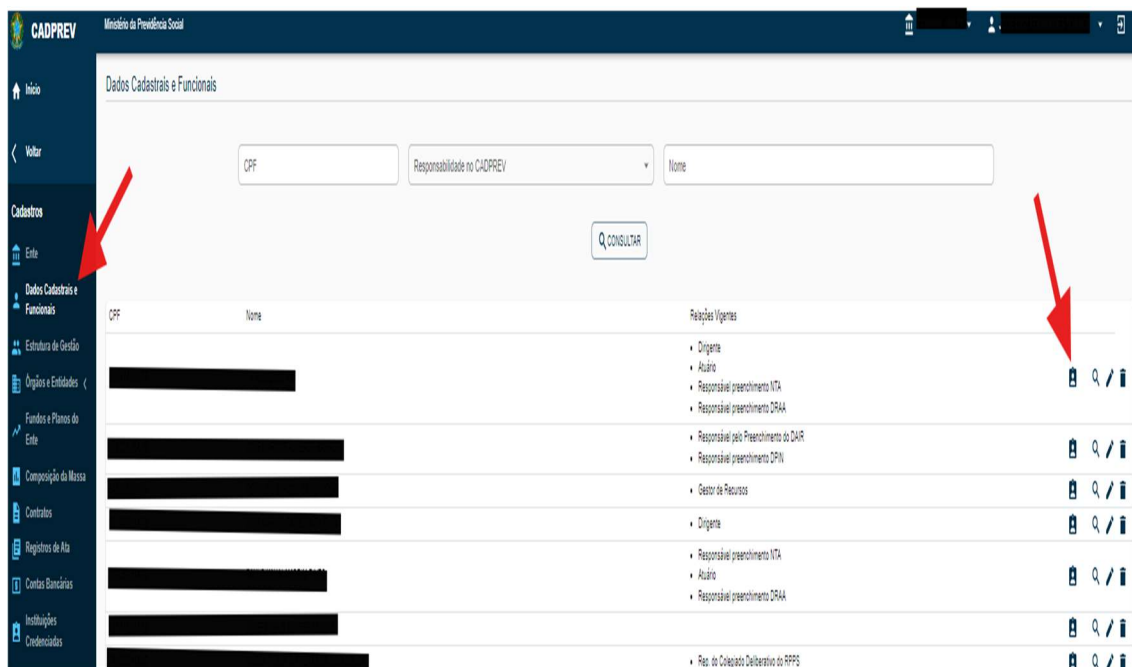 CADPREV
Ministério da Previdência Social
Início
Voltar
Cadastros
Ente
Dados Cadastrais e
Funcionais
Estrutura de Gestão
Órgãos e Entidades
Fundos e Planos do
Ente
Composição da Massa
Contratos
Registros de Ata
Contas Bancárias
Instituições
Credenciadas
Dados Cadastrais e Funcionais
CPF
Responsabilidade no CADPREV
Nome
CONSULTAR
CPF Nome Relações Vigentes
• Dirigente
• Atuário
• Responsável preenchimento NTA
• Responsável preenchimento DRAA
• Responsável pelo Preenchimento do DAIR
• Responsável preenchimento DPIN
• Gestor de Recursos
• Dirigente
• Responsável preenchimento NTA
• Atuário
• Responsável preenchimento DRAA
• Rep. do Colegiado Deliberativo do RPPS